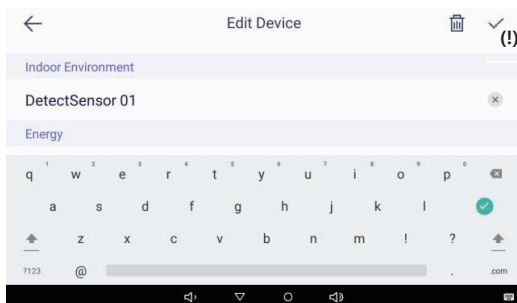 Edit Device
(!)
Indoor Environment
DetectSensor 01
Energy
1 2 3 4 5 6 7 8 9 0
q w e r t y u i o p
a s d f g h j k l
z x c v b n m ! ?
?123 @ . .com